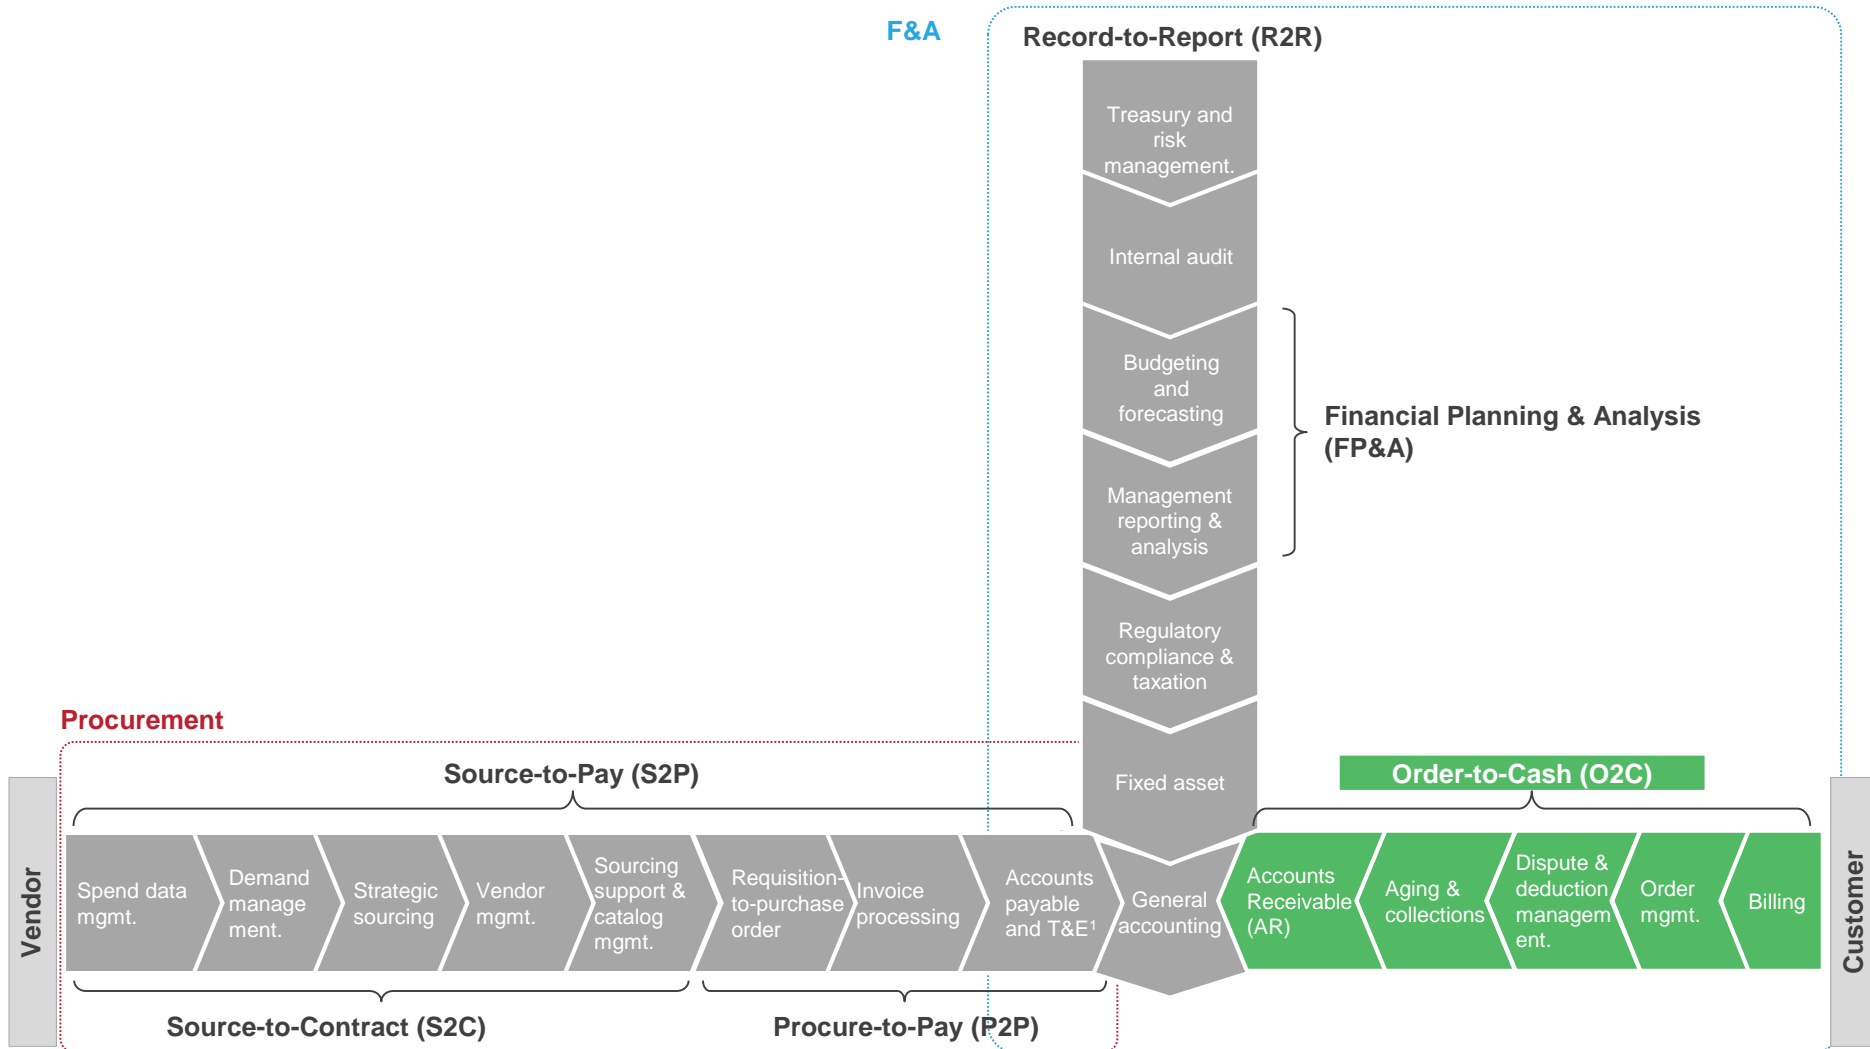 F&A
Record-to-Report (R2R)
Treasury and
risk
management.
Internal audit
Budgeting
and
forecasting
Financial Planning & Analysis
(FP&A)
Management
reporting &
analysis
Regulatory
compliance &
taxation
Procurement
Source-to-Pay (S2P)
Fixed asset
Order-to-Cash (O2C)
Vendor
Spend data
mgmt.
Demand
manage
ment.
Strategic
sourcing
Vendor
mgmt.
Sourcing
support &
catalog
mgmt.
Requisition-
to-purchase
order
Invoice
processing
Accounts
payable
and T&E¹
General
accounting
Accounts
Receivable
(AR)
Aging &
collections
Dispute &
deduction
managem
ent.
Order
mgmt.
Billing
Customer
Source-to-Contract (S2C)
Procure-to-Pay (P2P)